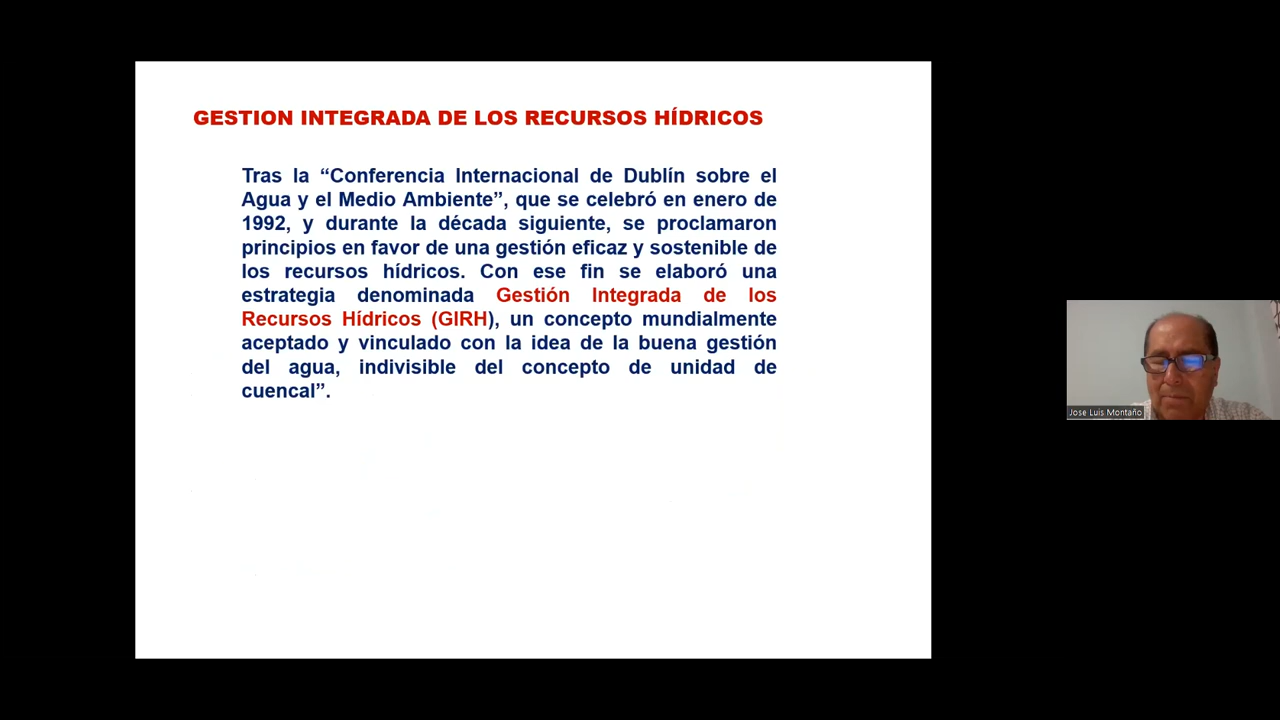 GESTION INTEGRADA DE LOS RECURSOS HÍDRICOS
Tras la “Conferencia Internacional de Dublín sobre el
Agua y el Medio Ambiente”, que se celebró en enero de
1992, y durante la década siguiente, se proclamaron
principios en favor de una gestión eficaz y sostenible de
los recursos hídricos. Con ese fin se elaboró una
estrategia denominada Gestión Integrada de los
Recursos Hídricos (GIRH), un concepto mundialmente
aceptado y vinculado con la idea de la buena gestión
del agua, indivisible del concepto de unidad de
cuencal”.
Jose Luis Montaño